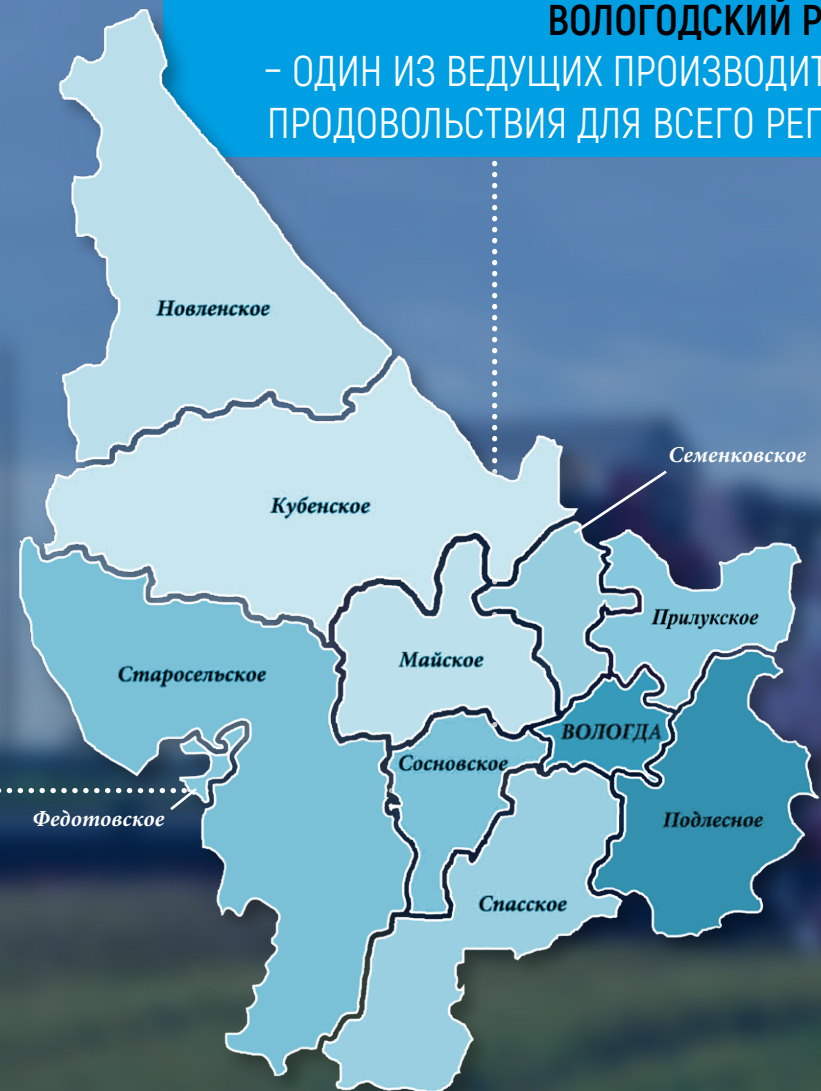 ВОЛОГОДСКИЙ Р
– ОДИН ИЗ ВЕДУЩИХ ПРОИЗВОДИТ
ПРОДОВОЛЬСТВИЯ ДЛЯ ВСЕГО РЕГ
Новленское
Семенковское
Кубенское
Прилукское
Майское
Старосельское
ВОЛОГДА
Сосновское
Федотовское
Подлесное
Спасское